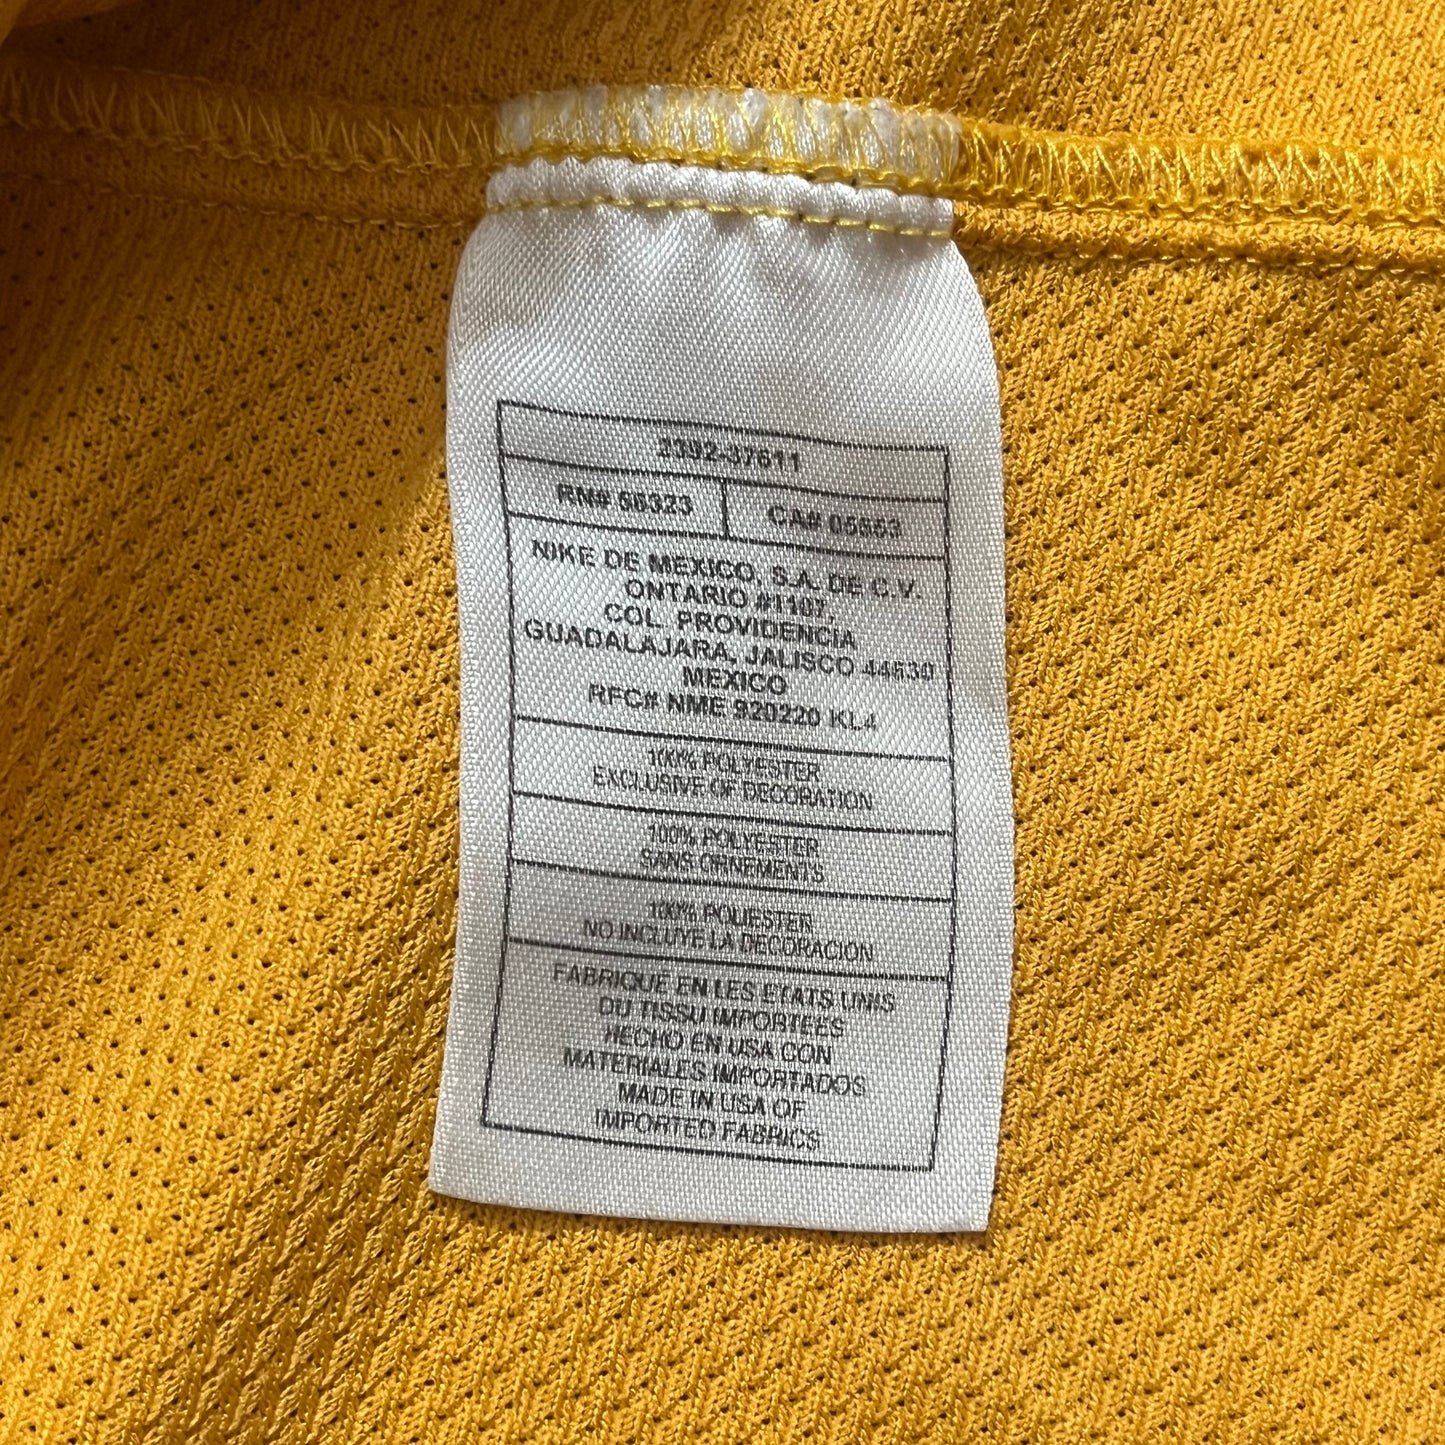 2392-37611
RN# 56323 CA# 05553
NIKE DE MEXICO, S.A. DE C.V.
ONTARIO #1107,
COL. PROVIDENCIA
GUADALAJARA, JALISCO 44630
MEXICO
RFC# NME 920220 KL4
100% POLYESTER
EXCLUSIVE OF DECORATION
100% POLYESTER
SANS ORNEMENTS
100% POLIESTER
NO INCLUYE LA DECORACION
FABRIQUÉ EN LES ETATS UNIS
DU TISSU IMPORTEES
HECHO EN USA CON
MATERIALES IMPORTADOS
MADE IN USA OF
IMPORTED FABRICS